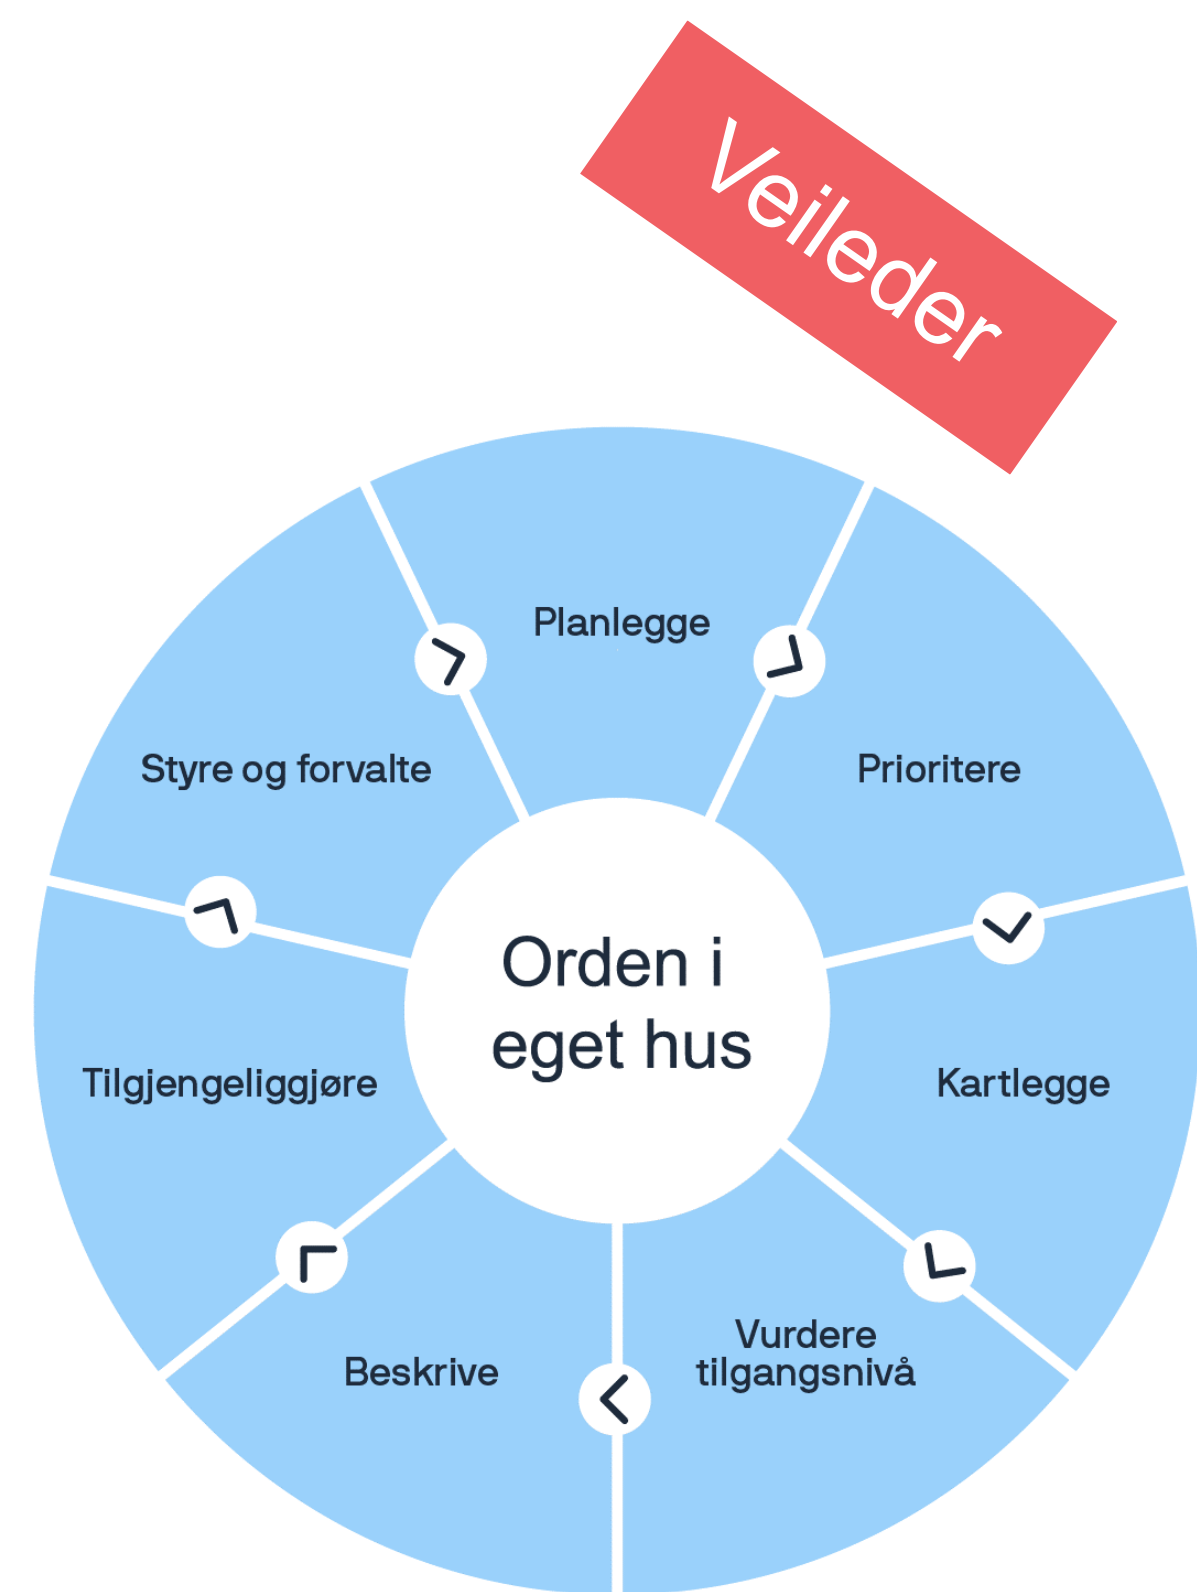 Veileder
Planlegge
Styre og forvalte
Prioritere
Orden i
eget hus
Tilgjengeliggjøre
Kartlegge
Vurdere
tilgangsnivå
Beskrive